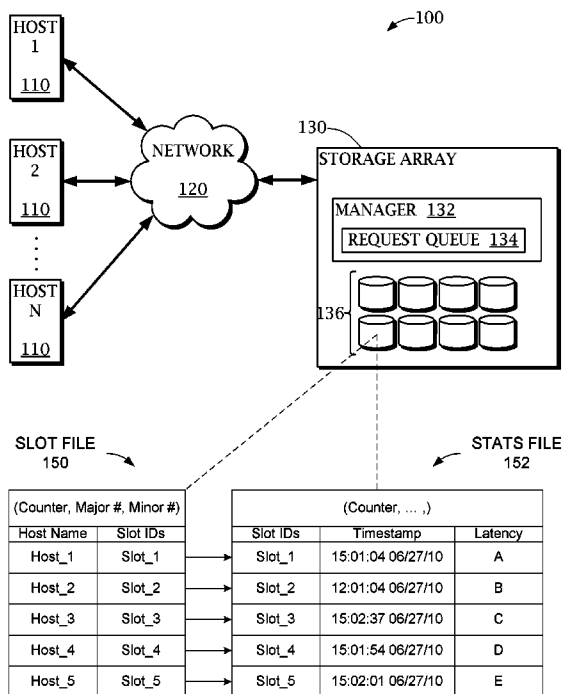 HOST
1
110
100
HOST
2
110
NETWORK
120
130
STORAGE ARRAY
MANAGER 132
REQUEST QUEUE 134
136
HOST
N
110
SLOT FILE
150
STATS FILE
152
(Counter, Major #, Minor #)
(Counter, ... ,)
Host Name Slot IDs Slot IDs Timestamp Latency
Host_1 Slot_1 Slot_1 15:01:04 06/27/10 A
Host_2 Slot_2 Slot_2 12:01:04 06/27/10 B
Host_3 Slot_3 Slot_3 15:02:37 06/27/10 C
Host_4 Slot_4 Slot_4 15:01:54 06/27/10 D
Host_5 Slot_5 Slot_5 15:02:01 06/27/10 E